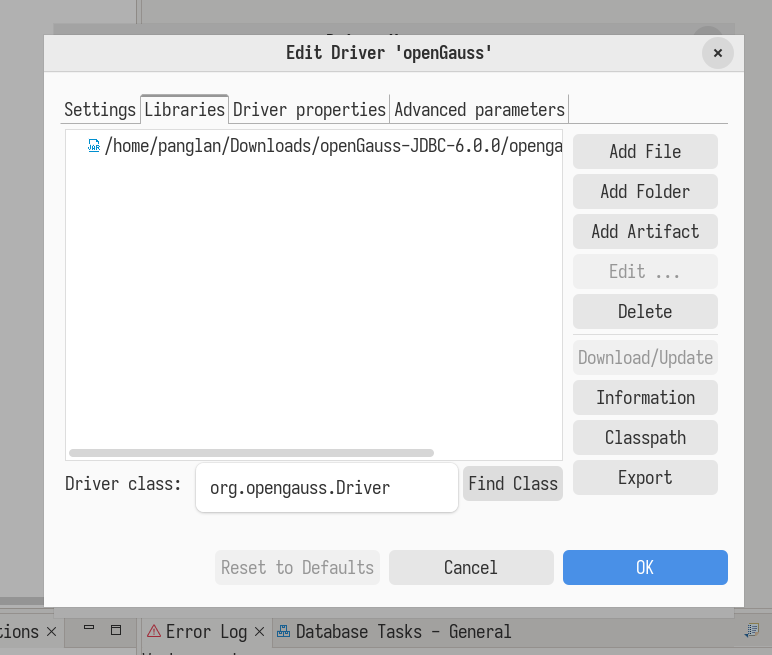 Edit Driver 'openGauss'
×
Settings Libraries Driver properties Advanced parameters
JAR /home/panglan/Downloads/openGauss-JDBC-6.0.0/openga
Add File
Add Folder
Add Artifact
Edit ...
Delete
Download/Update
Information
Classpath
Export
Driver class: org.opengauss.Driver Find Class
Reset to Defaults Cancel OK
tions × Error Log × Database Tasks - General